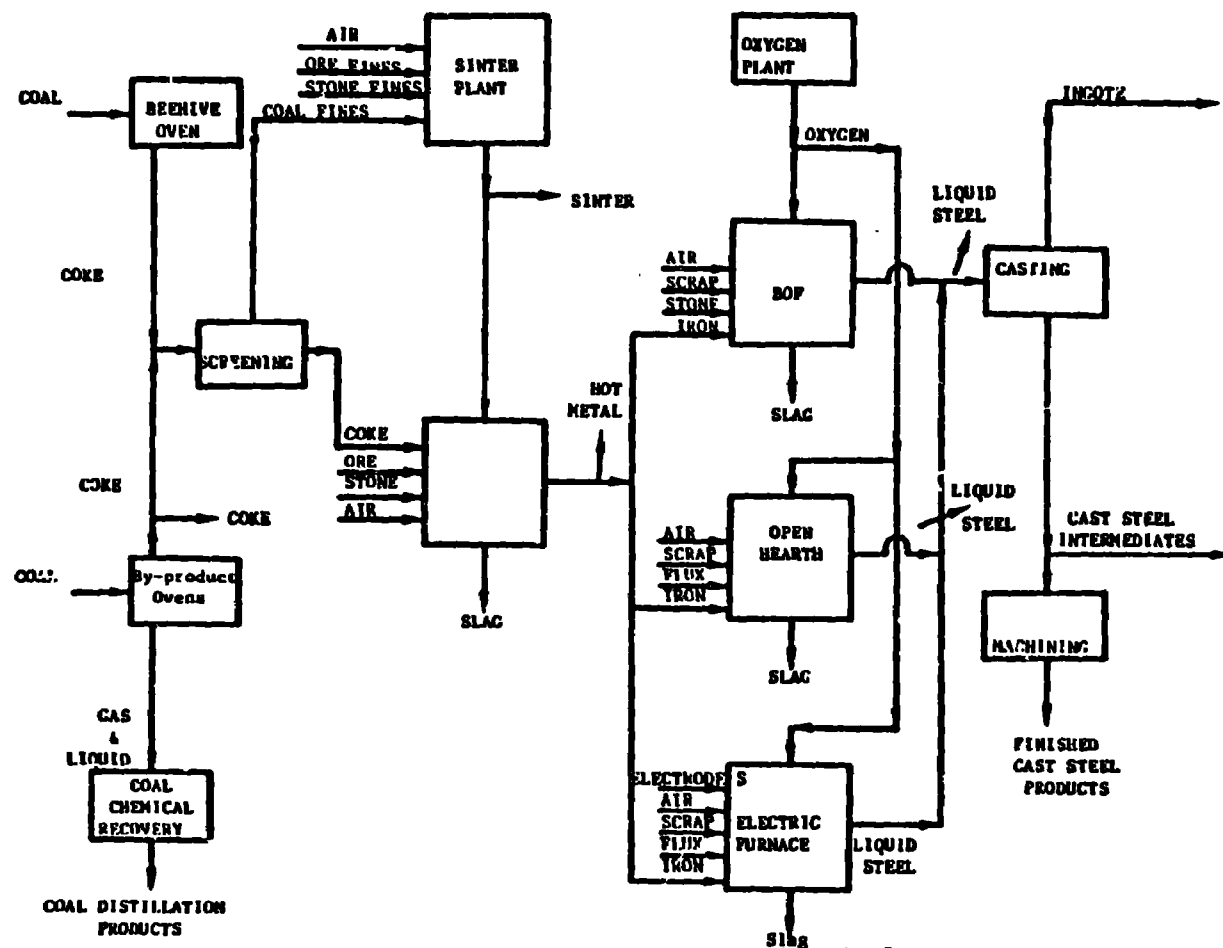 AIR
ORE FINES
STONE FINES
COAL FINES
SINTER
PLANT
OXYGEN
PLANT
COAL
BEEHIVE
OVEN
INGOTS
OXYGEN
SINTER
LIQUID
STEEL
COKE
AIR
SCRAP
STONE
IRON
BOF
CASTING
SCREENING
SLAG
HOT
METAL
COKE
ORE
STONE
AIR
COKE
COKE
LIQUID
STEEL
AIR
SCRAP
FLUX
IRON
OPEN
HEARTH
CAST STEEL
INTERMEDIATES
COAL
By-product
Ovens
SLAG
SLAG
MACHINING
GAS
&
LIQUID
FINISHED
CAST STEEL
PRODUCTS
COAL
CHEMICAL
RECOVERY
ELECTRODES
AIR
SCRAP
FLUX
IRON
ELECTRIC
FURNACE
LIQUID
STEEL
COAL DISTILLATION
PRODUCTS
Slag